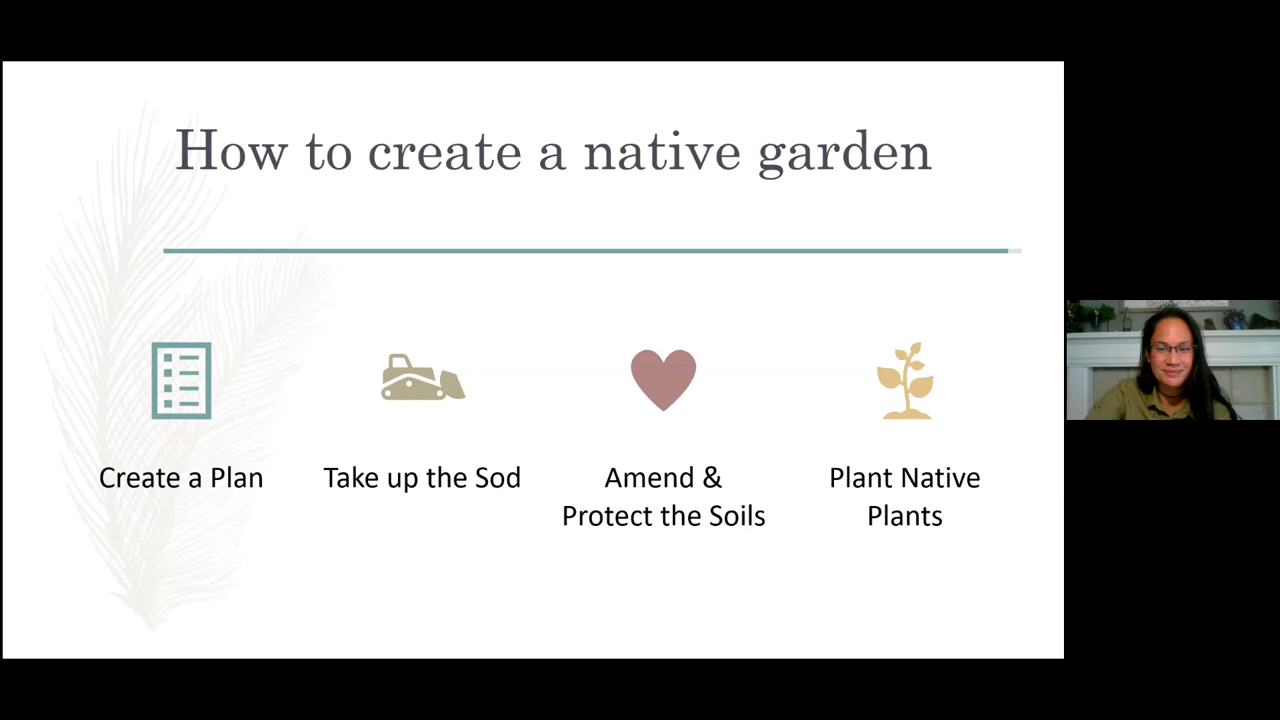 How to create a native garden
Create a Plan
Take up the Sod
Amend &
Protect the Soils
Plant Native
Plants